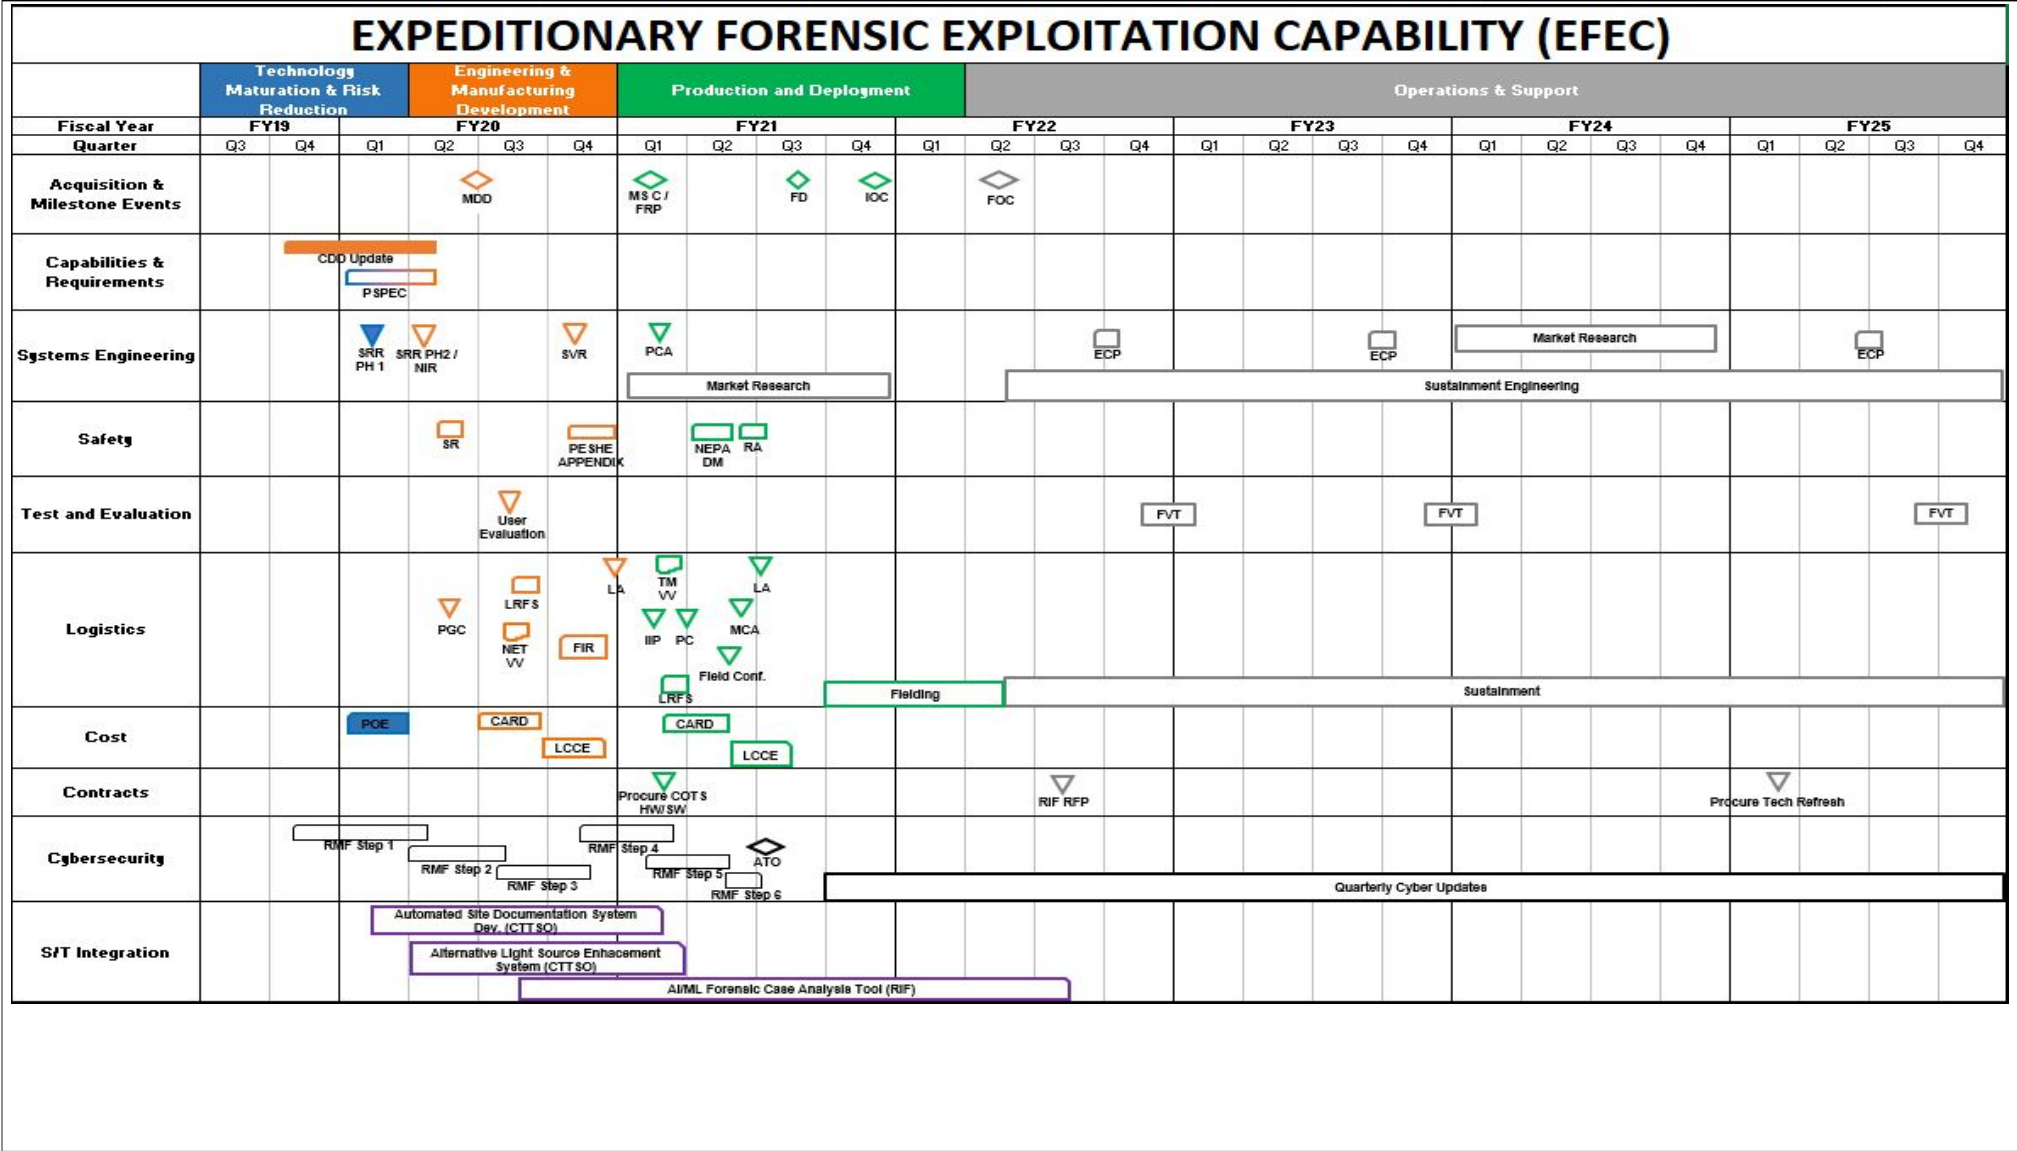 EXPEDITIONARY FORENSIC EXPLOITATION CAPABILITY (EFEC)
Technology
Maturation & Risk
Reduction
Engineering &
Manufacturing
Development
Production and Deployment
Operations & Support
Fiscal Year FY19 FY20 FY21 FY22 FY23 FY24 FY25
Quarter Q3 Q4 Q1 Q2 Q3 Q4 Q1 Q2 Q3 Q4 Q1 Q2 Q3 Q4 Q1 Q2 Q3 Q4 Q1 Q2 Q3 Q4 Q1 Q2 Q3 Q4
Acquisition &
Milestone Events
MDD
MS C /
FRP
FD
IOC
FOC
Capabilities &
Requirements
CDD Update
PSPEC
Systems Engineering
SRR
PH 1
SRR PH2 /
NIR
SVR
PCA
Market Research
ECP
ECP
Market Research
ECP
Sustainment Engineering
Safety
SR
PESHE
APPENDIX
NEPA
DM
RA
Test and Evaluation
User
Evaluation
FVT
FVT
FVT
Logistics
PGC
LRFS
NET
VV
FIR
LA
TM
VV
IIP
PC
LRFS
LA
MCA
Field Conf.
Fielding
Sustainment
Cost
POE
CARD
LCCE
CARD
LCCE
Contracts
Procure COTS
HW/SW
RIF RFP
Procure Tech Refresh
Cybersecurity
RMF Step 1
RMF Step 2
RMF Step 3
RMF Step 4
RMF Step 5
RMF Step 6
ATO
Quarterly Cyber Updates
S/T Integration
Automated Site Documentation System
Dev. (CTTSO)
Alternative Light Source Enhacement
System (CTTSO)
AI/ML Forensic Case Analysis Tool (RIF)